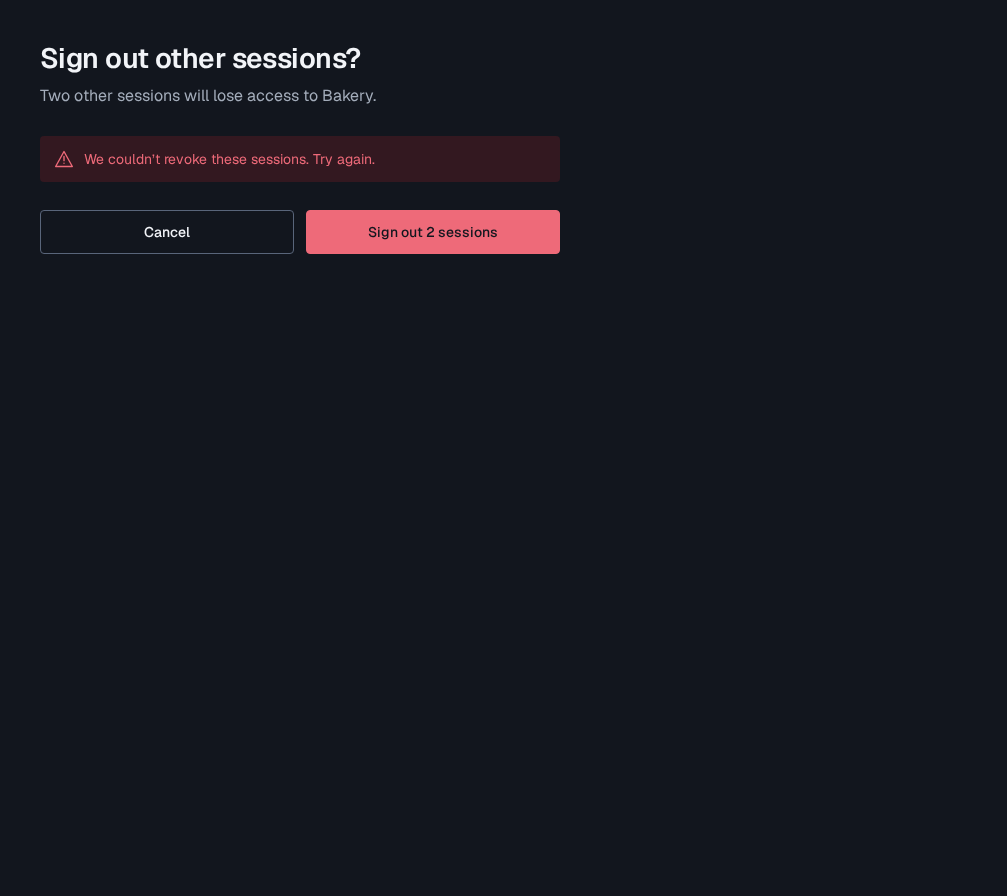 Sign out other sessions?
Two other sessions will lose access to Bakery.
We couldn’t revoke these sessions. Try again.
Cancel
Sign out 2 sessions